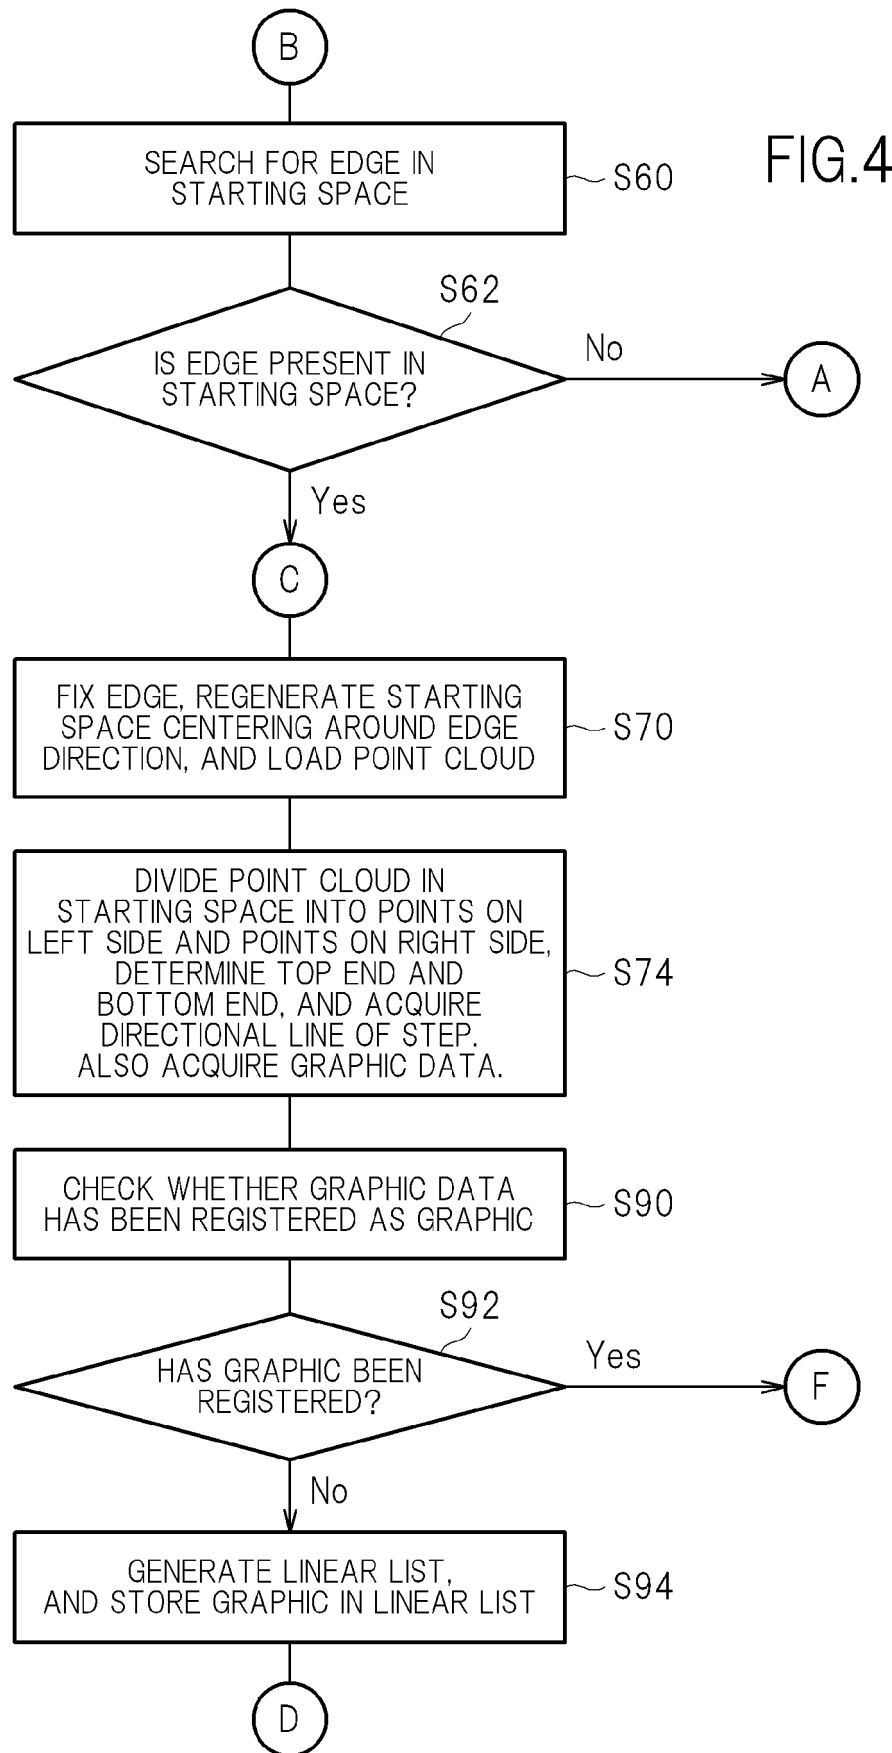 B
SEARCH FOR EDGE IN
STARTING SPACE
S60
FIG.4
S62
IS EDGE PRESENT IN
STARTING SPACE?
No
A
Yes
C
FIX EDGE, REGENERATE STARTING
SPACE CENTERING AROUND EDGE
DIRECTION, AND LOAD POINT CLOUD
S70
DIVIDE POINT CLOUD IN
STARTING SPACE INTO POINTS ON
LEFT SIDE AND POINTS ON RIGHT SIDE,
DETERMINE TOP END AND
BOTTOM END, AND ACQUIRE
DIRECTIONAL LINE OF STEP.
ALSO ACQUIRE GRAPHIC DATA.
S74
CHECK WHETHER GRAPHIC DATA
HAS BEEN REGISTERED AS GRAPHIC
S90
S92
HAS GRAPHIC BEEN
REGISTERED?
Yes
F
No
GENERATE LINEAR LIST,
AND STORE GRAPHIC IN LINEAR LIST
S94
D